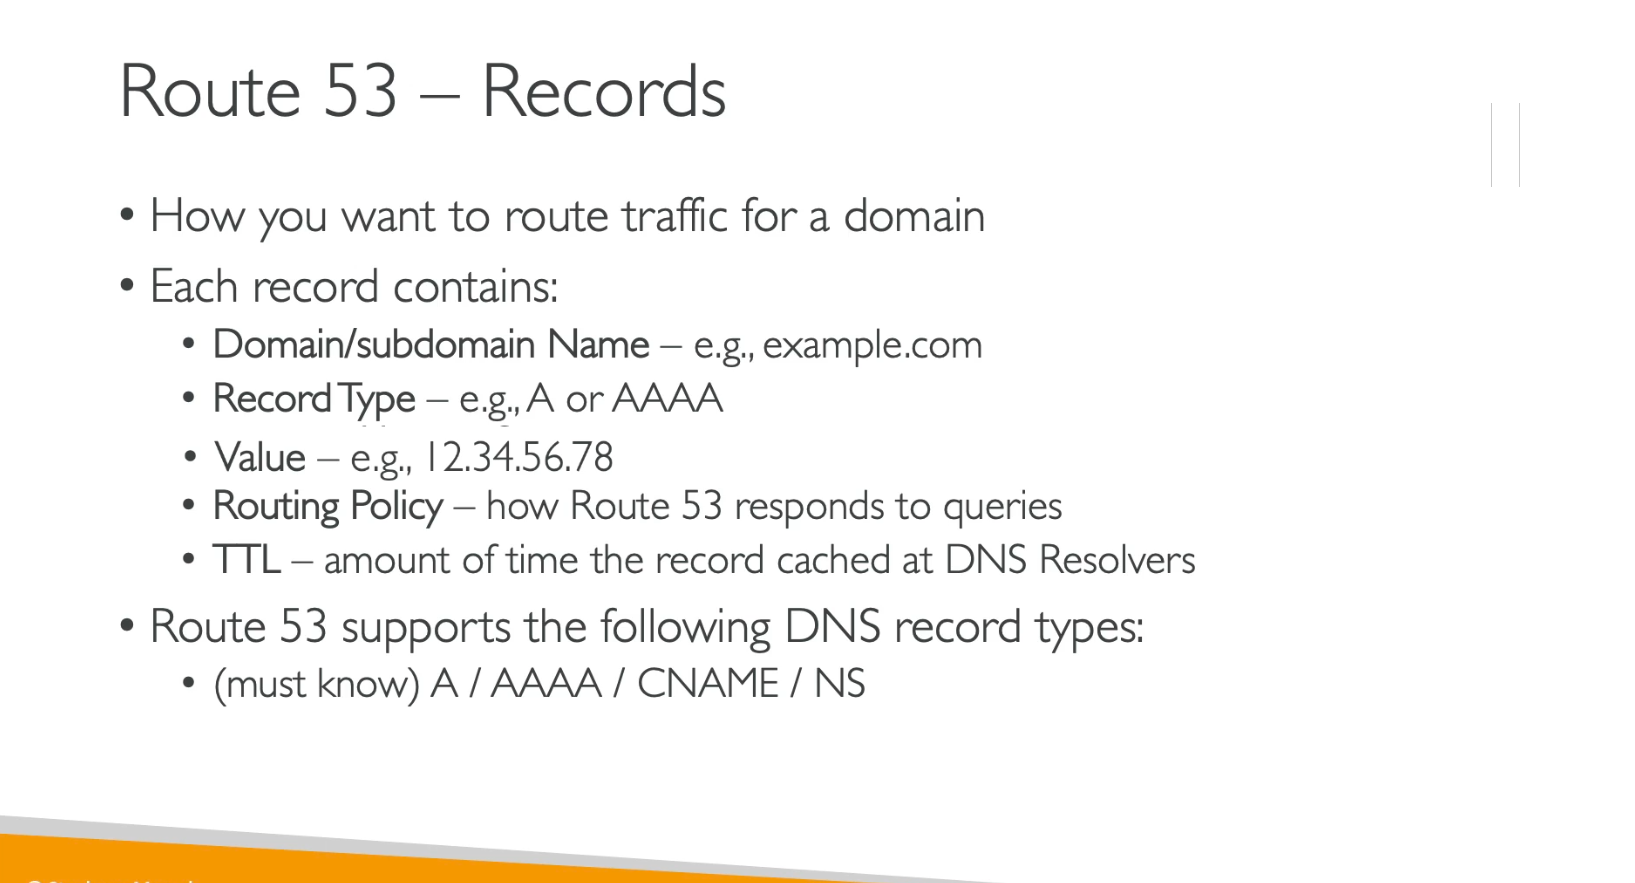 Route 53 – Records
• How you want to route traffic for a domain
• Each record contains:
• Domain/subdomain Name – e.g., example.com
• Record Type – e.g., A or AAAA
• Value – e.g., 12.34.56.78
• Routing Policy – how Route 53 responds to queries
• TTL – amount of time the record cached at DNS Resolvers
• Route 53 supports the following DNS record types:
• (must know) A / AAAA / CNAME / NS